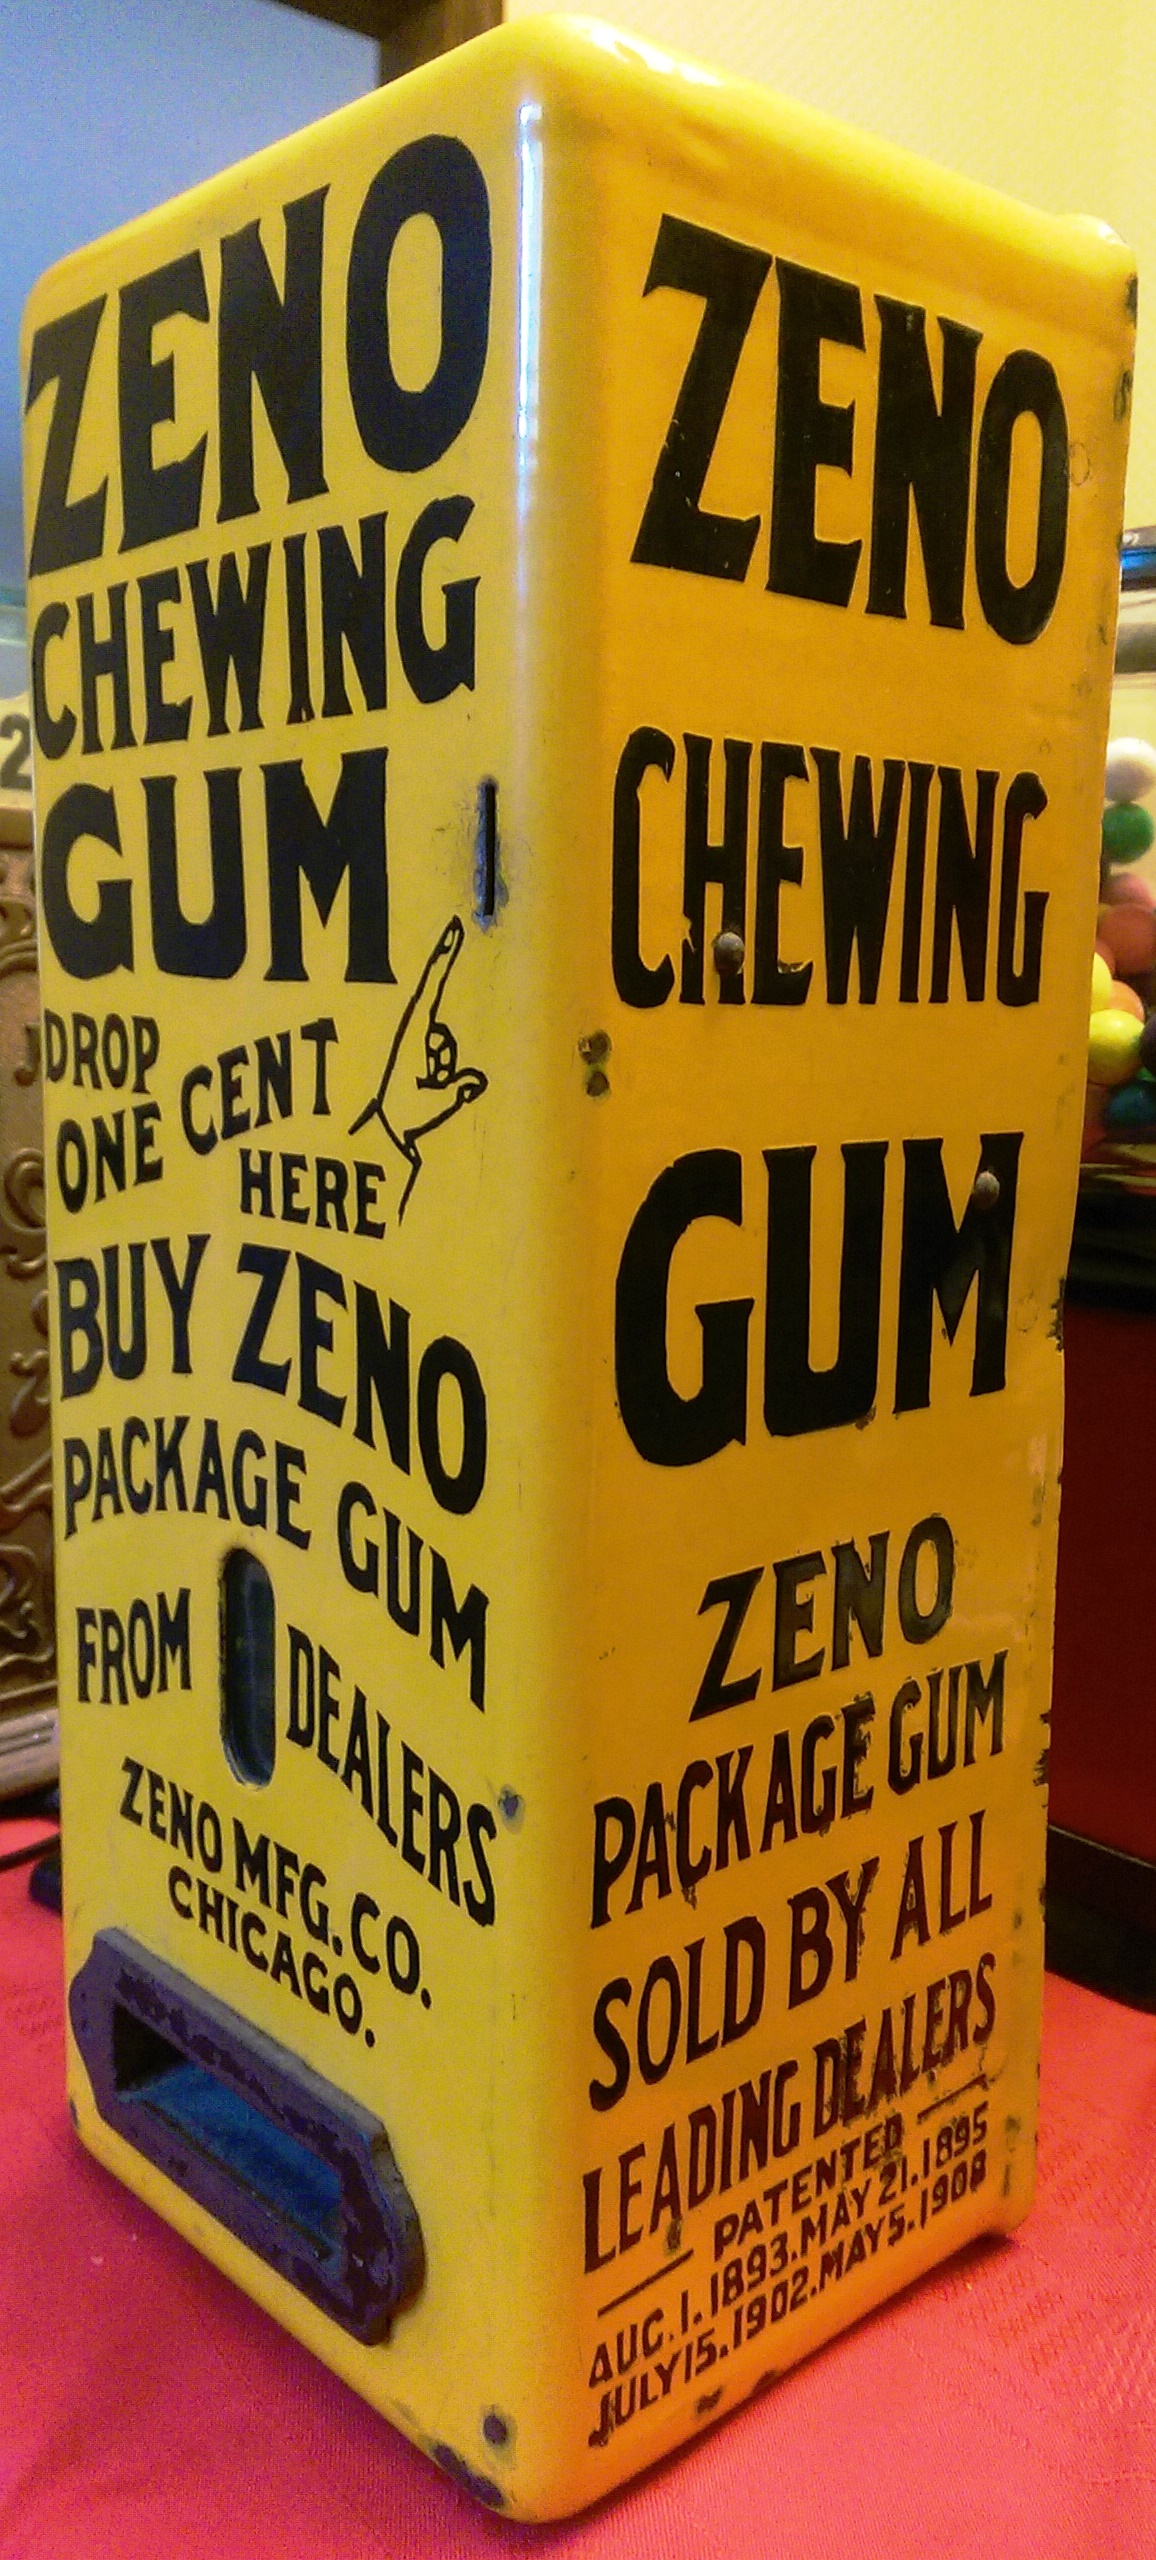 ZENO
CHEWING
GUM
DROP
ONE CENT
HERE
BUY ZENO
PACKAGE GUM
FROM DEALERS
ZENO MFG. CO.
CHICAGO.
ZENO
CHEWING
GUM
ZENO
PACKAGE GUM
SOLD BY ALL
LEADING DEALERS
PATENTED
AUG. 1. 1893. MAY 21. 1895
JULY 15. 1902. MAY 5. 1908
2